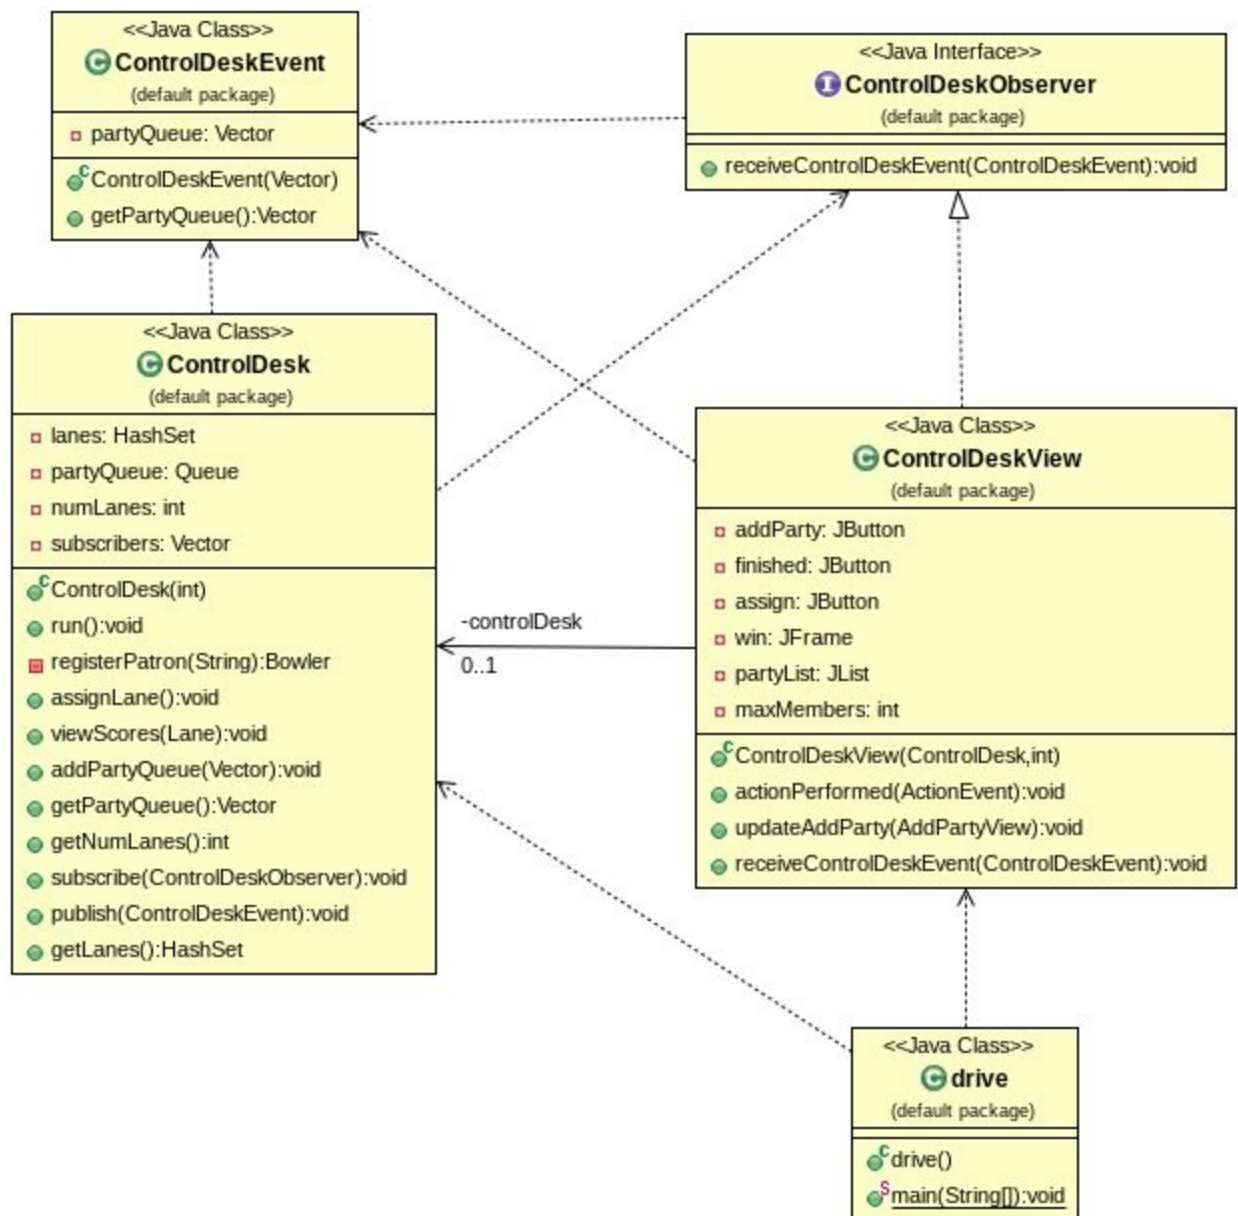 <<Java Class>>
C ControlDeskEvent
(default package)
partyQueue: Vector
C ControlDeskEvent(Vector)
getPartyQueue():Vector
<<Java Interface>>
I ControlDeskObserver
(default package)
receiveControlDeskEvent(ControlDeskEvent):void
<<Java Class>>
C ControlDesk
(default package)
lanes: HashSet
partyQueue: Queue
numLanes: int
subscribers: Vector
C ControlDesk(int)
run():void
registerPatron(String):Bowler
assignLane():void
viewScores(Lane):void
addPartyQueue(Vector):void
getPartyQueue():Vector
getNumLanes():int
subscribe(ControlDeskObserver):void
publish(ControlDeskEvent):void
getLanes():HashSet
-controlDesk
0..1
<<Java Class>>
C ControlDeskView
(default package)
addParty: JButton
finished: JButton
assign: JButton
win: JFrame
partyList: JList
maxMembers: int
C ControlDeskView(ControlDesk,int)
actionPerformed(ActionEvent):void
updateAddParty(AddPartyView):void
receiveControlDeskEvent(ControlDeskEvent):void
<<Java Class>>
C drive
(default package)
C drive()
S main(String[]):void